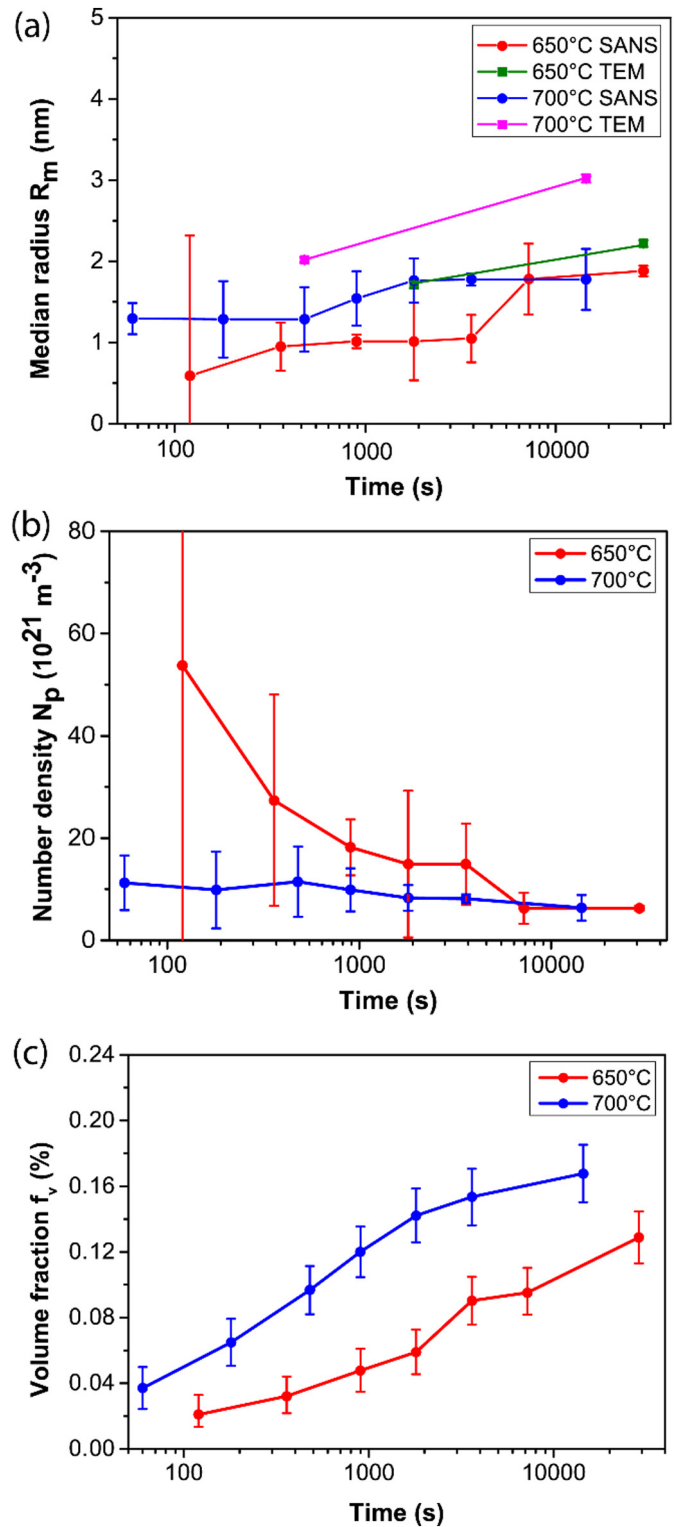 (a)
5
4
3
2
1
0
Median radius R_m (nm)
650°C SANS
650°C TEM
700°C SANS
700°C TEM
100 1000 10000
Time (s)
(b)
80
60
40
20
0
Number density N_p (10^21 m^-3)
650°C
700°C
100 1000 10000
Time (s)
(c)
0.24
0.20
0.16
0.12
0.08
0.04
0.00
Volume fraction f_v (%)
650°C
700°C
100 1000 10000
Time (s)